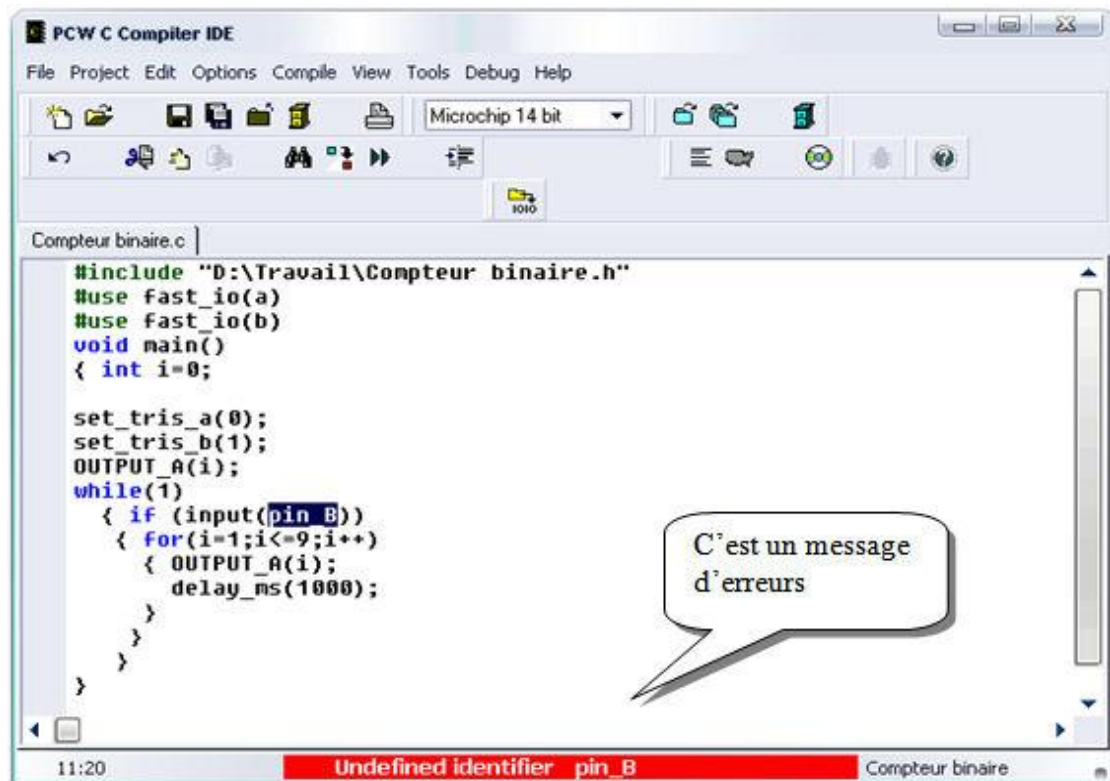 PCW C Compiler IDE
File Project Edit Options Compile View Tools Debug Help
Microchip 14 bit
1010
Compteur binaire.c
#include "D:\Travail\Compteur binaire.h"
#use fast_io(a)
#use fast_io(b)
void main()
{ int i=0;
set_tris_a(0);
set_tris_b(1);
OUTPUT_A(i);
while(1)
{ if (input(pin_B))
{ for(i=1;i<=9;i++)
{ OUTPUT_A(i);
delay_ms(1000);
}
}
}
}
C'est un message
d'erreurs
11:20 Undefined identifier pin_B Compteur binaire